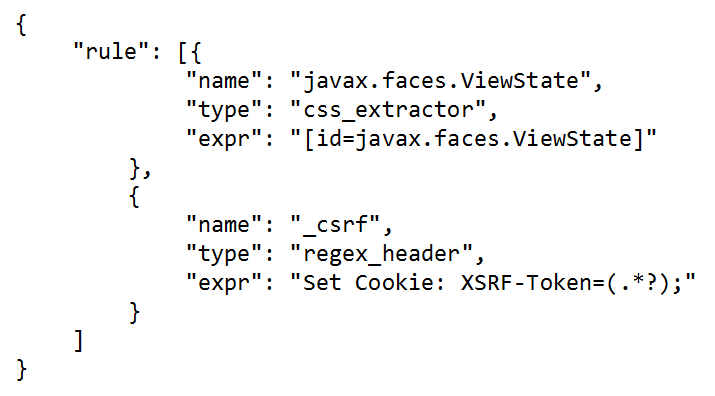 {
"rule": [{
"name": "javax.faces.ViewState",
"type": "css_extractor",
"expr": "[id=javax.faces.ViewState]"
},
{
"name": "_csrf",
"type": "regex_header",
"expr": "Set Cookie: XSRF-Token=(.*?);"
}
]
}